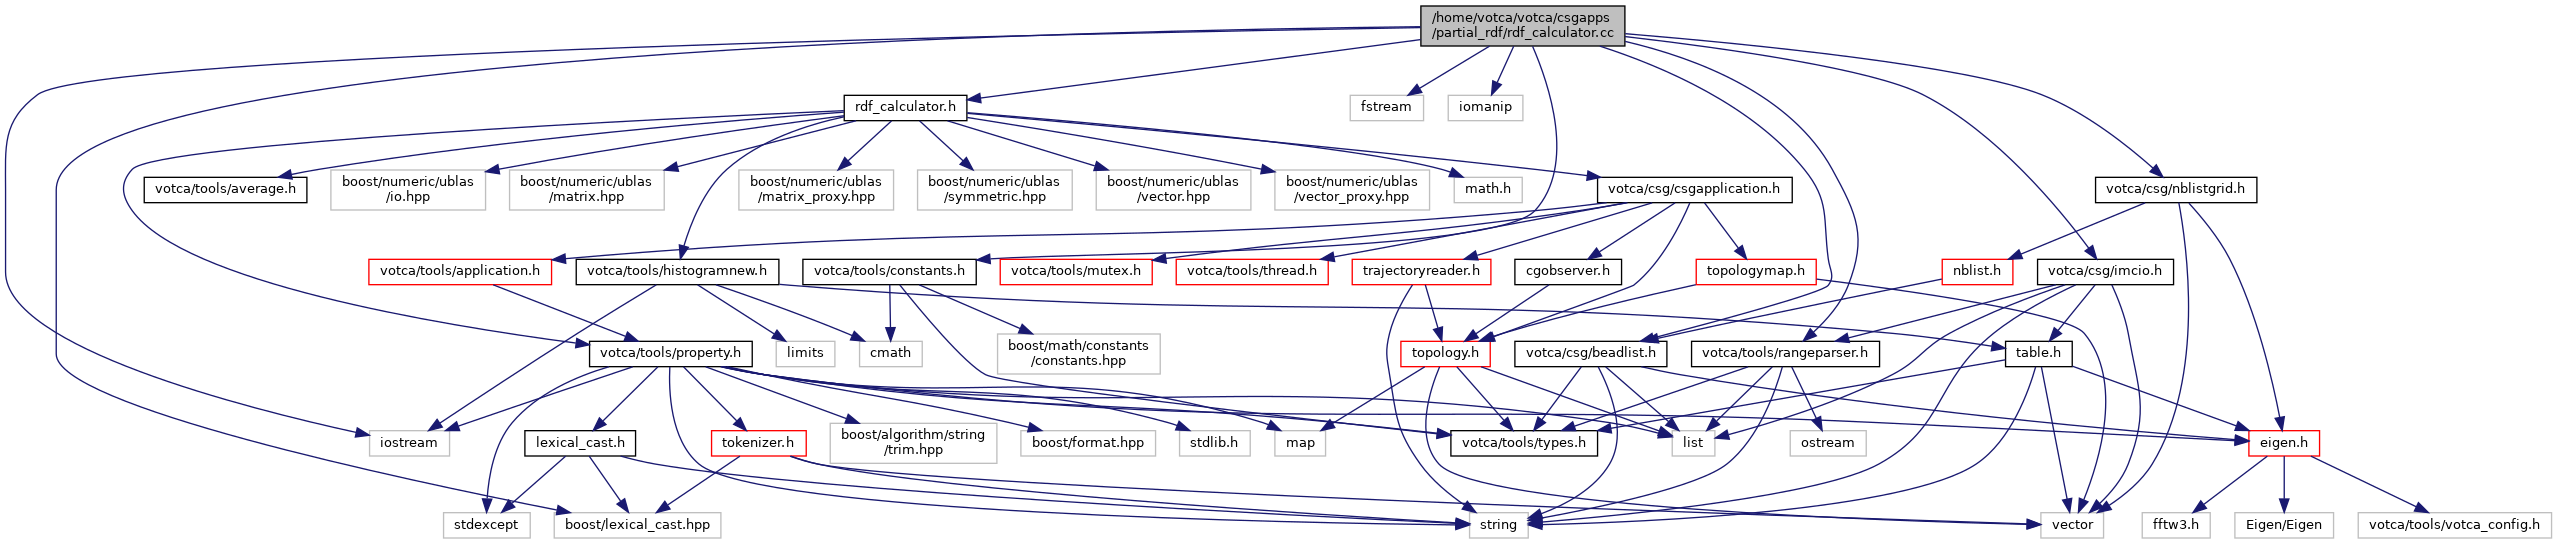 /home/votca/votca/csgapps
/partial_rdf/rdf_calculator.cc
rdf_calculator.h
fstream
iomanip
votca/tools/average.h
boost/numeric/ublas
/io.hpp
boost/numeric/ublas
/matrix.hpp
boost/numeric/ublas
/matrix_proxy.hpp
boost/numeric/ublas
/symmetric.hpp
boost/numeric/ublas
/vector.hpp
boost/numeric/ublas
/vector_proxy.hpp
math.h
votca/csg/csgapplication.h
votca/csg/nblistgrid.h
votca/tools/application.h
votca/tools/histogramnew.h
votca/tools/constants.h
votca/tools/mutex.h
votca/tools/thread.h
trajectoryreader.h
cgobserver.h
topologymap.h
nblist.h
votca/csg/imcio.h
votca/tools/property.h
limits
cmath
boost/math/constants
/constants.hpp
topology.h
votca/csg/beadlist.h
votca/tools/rangeparser.h
table.h
iostream
lexical_cast.h
tokenizer.h
boost/algorithm/string
/trim.hpp
boost/format.hpp
stdlib.h
map
votca/tools/types.h
list
ostream
eigen.h
stdexcept
boost/lexical_cast.hpp
string
vector
fftw3.h
Eigen/Eigen
votca/tools/votca_config.h